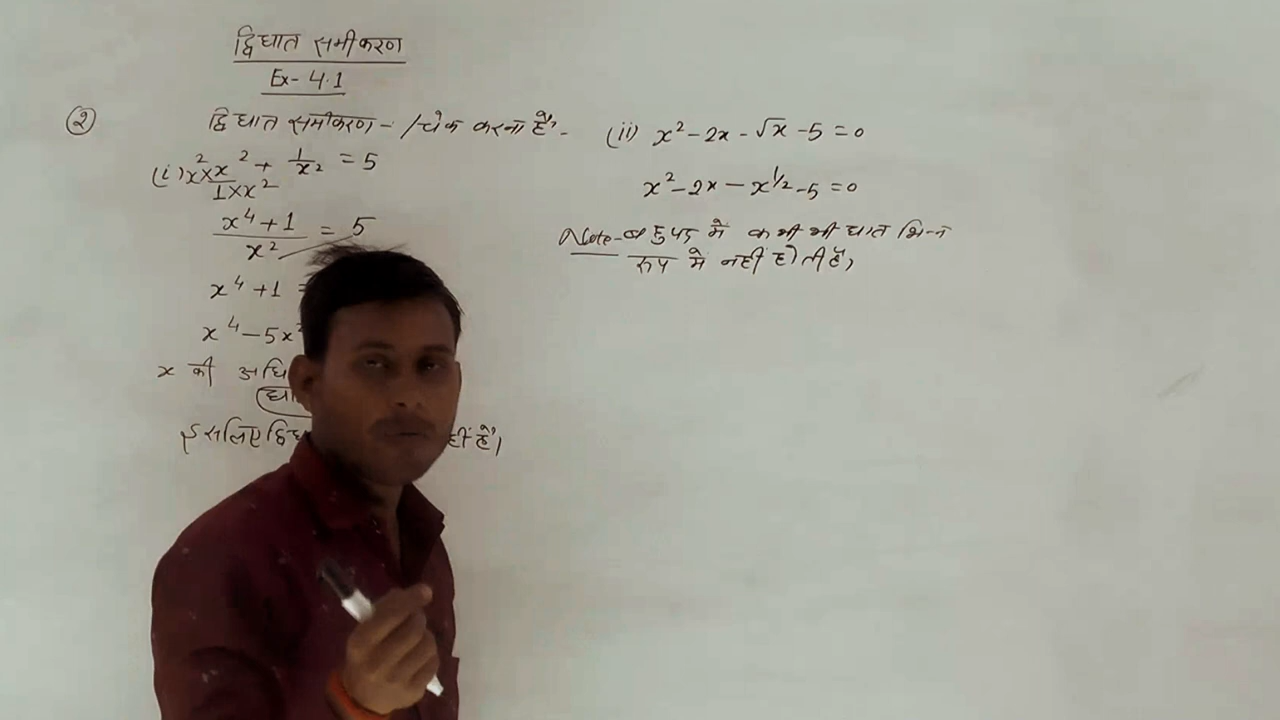 द्विघात समीकरण
Ex- 4.1
२ द्विघात समीकरण - /चेक करना है -
(i) x² × x² + 1/x² = 5
1 × x²
x⁴ + 1 / x² = 5
x⁴ + 1 =
x⁴ - 5x²
x की अधि
घा
इसलिए द्विघ हीं है,
(ii) x² - 2x - √x - 5 = 0
x² - 2x - x^1/2 - 5 = 0
Note - बहुपद में कभी भी घात भिन्न
रुप में नहीं होती है,